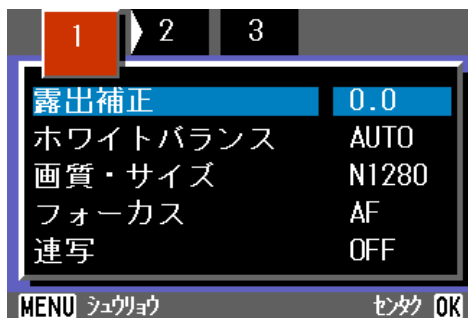 1 2 3
露出補正 0.0
ホワイトバランス AUTO
画質・サイズ N1280
フォーカス AF
連写 OFF
MENU シュウリョウ センタク OK